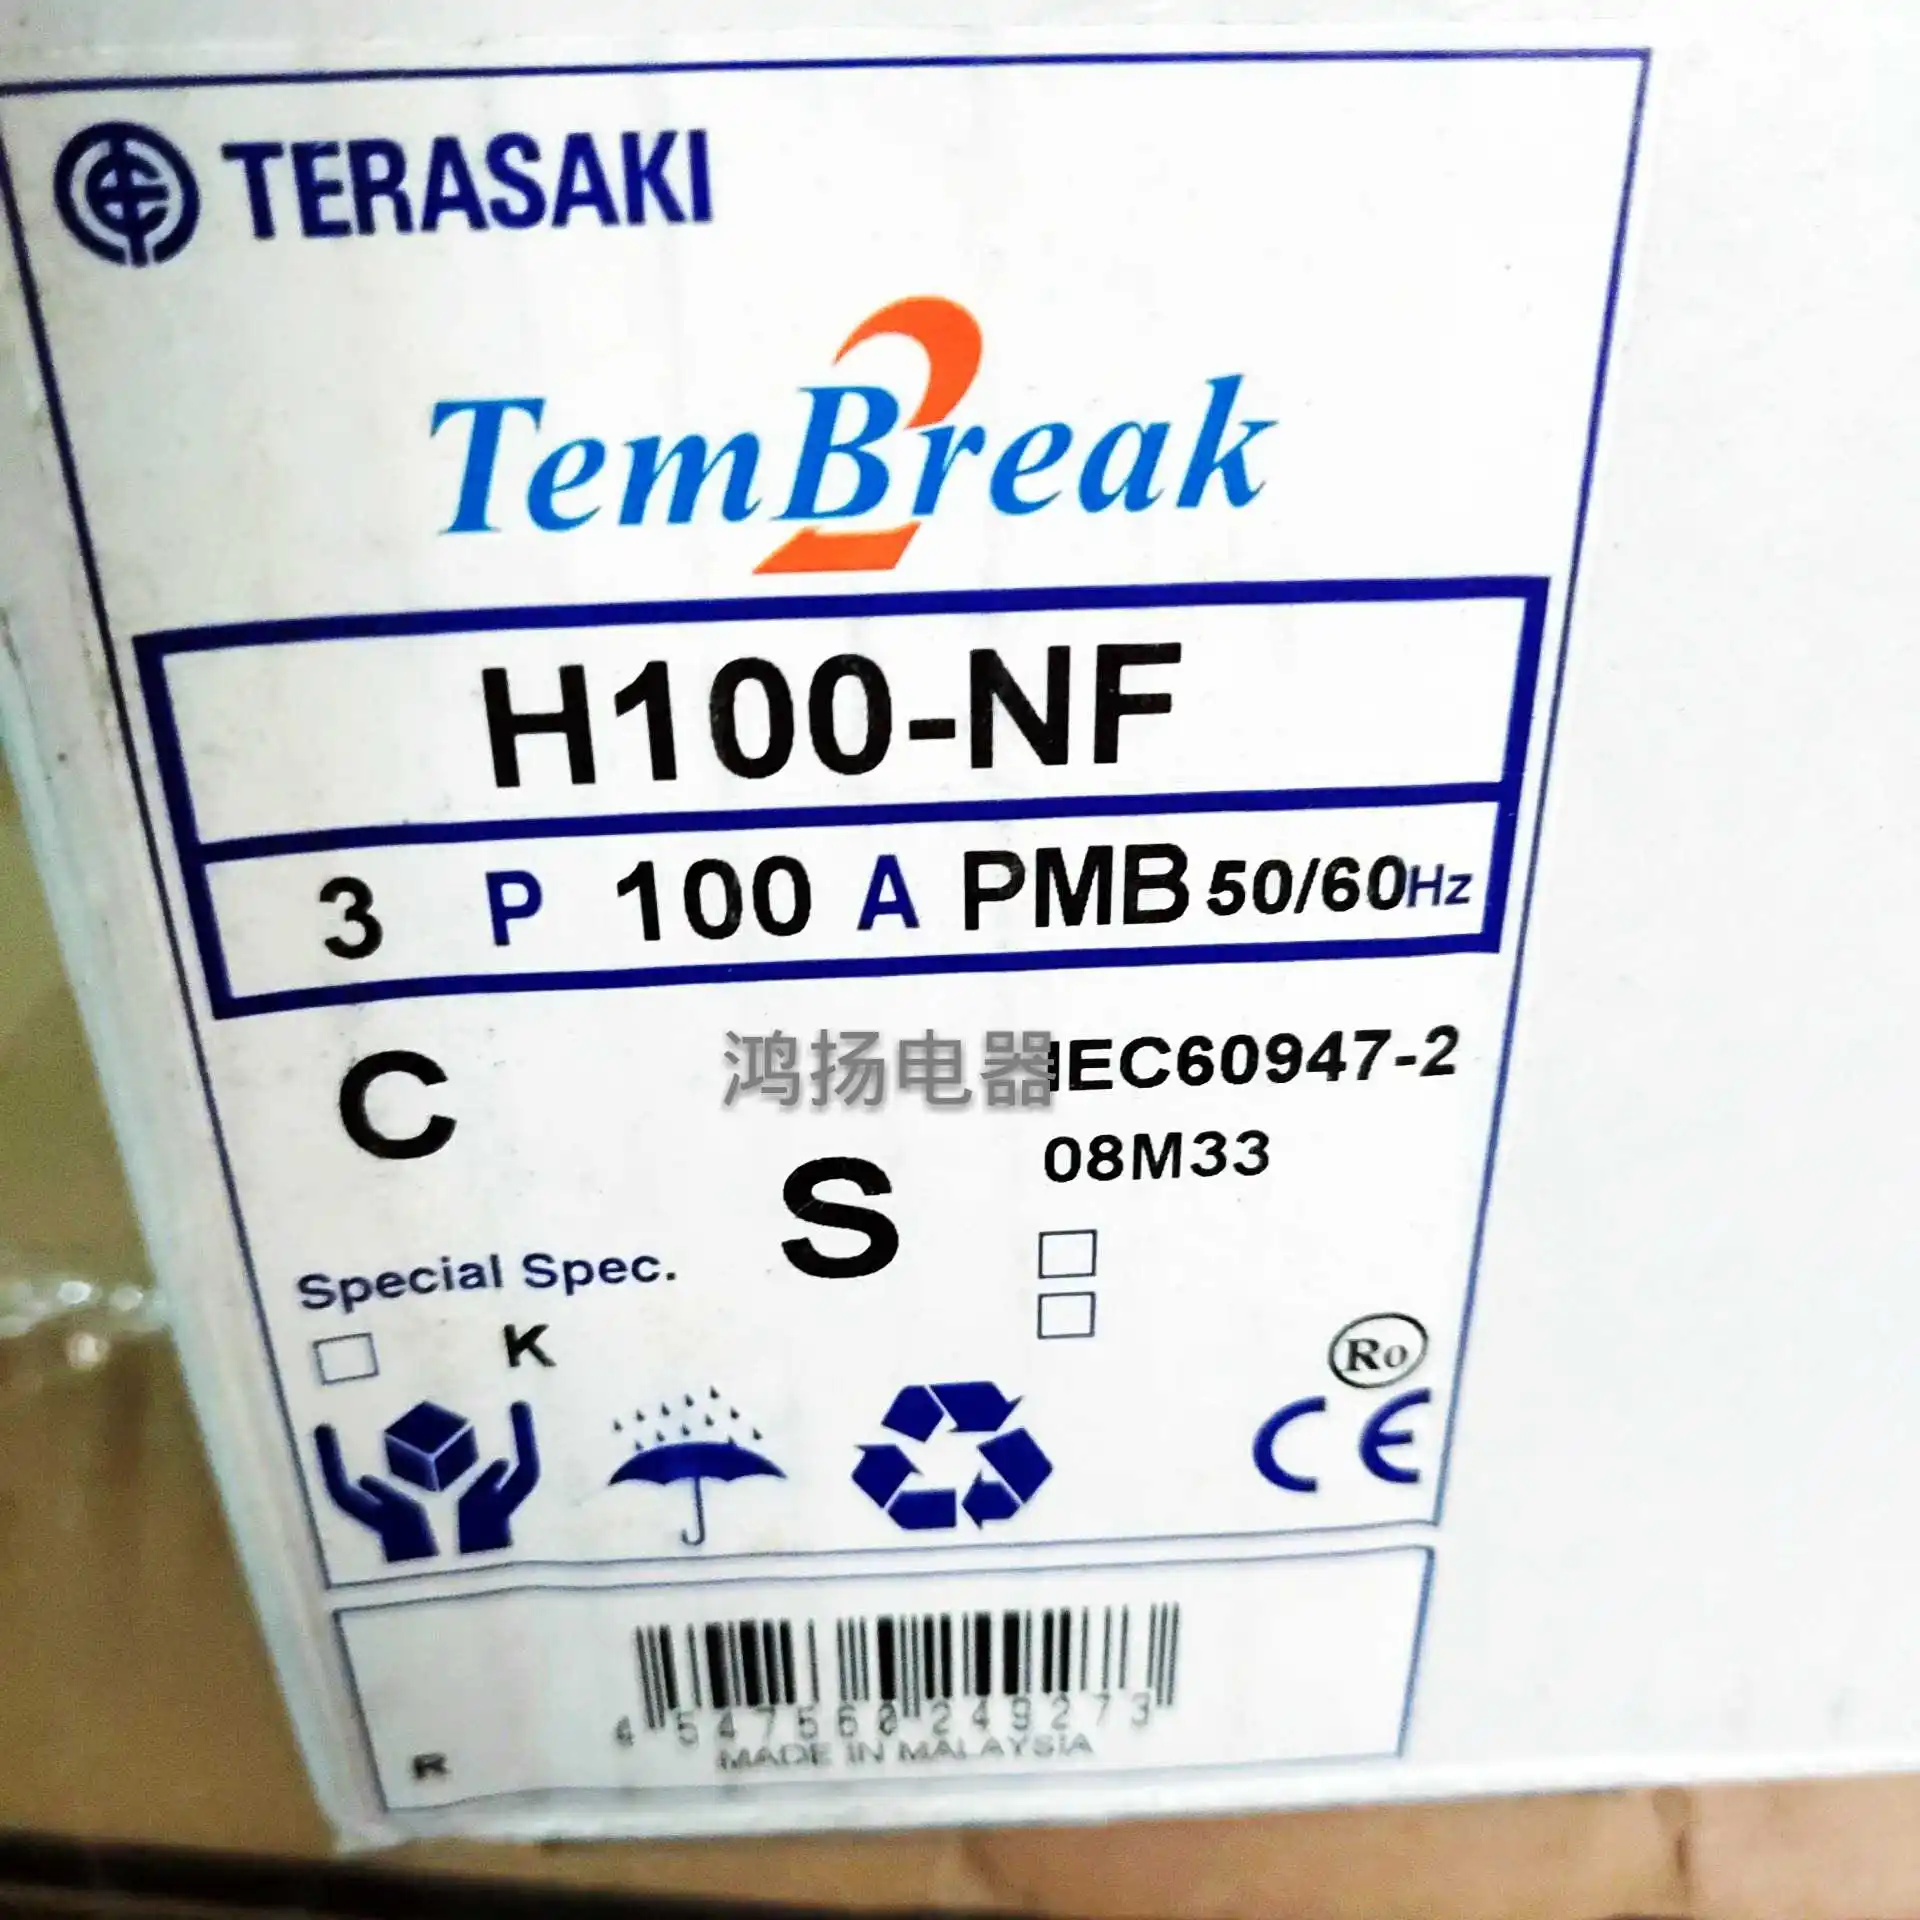 TERASAKI
TemBreak 2
H100-NF
3 P 100 A PMB 50/60Hz
C
鸿扬电器
IEC60947-2
08M33
S
Special Spec.
K
Ro
CE
4 547560 249273
MADE IN MALAYSIA
R